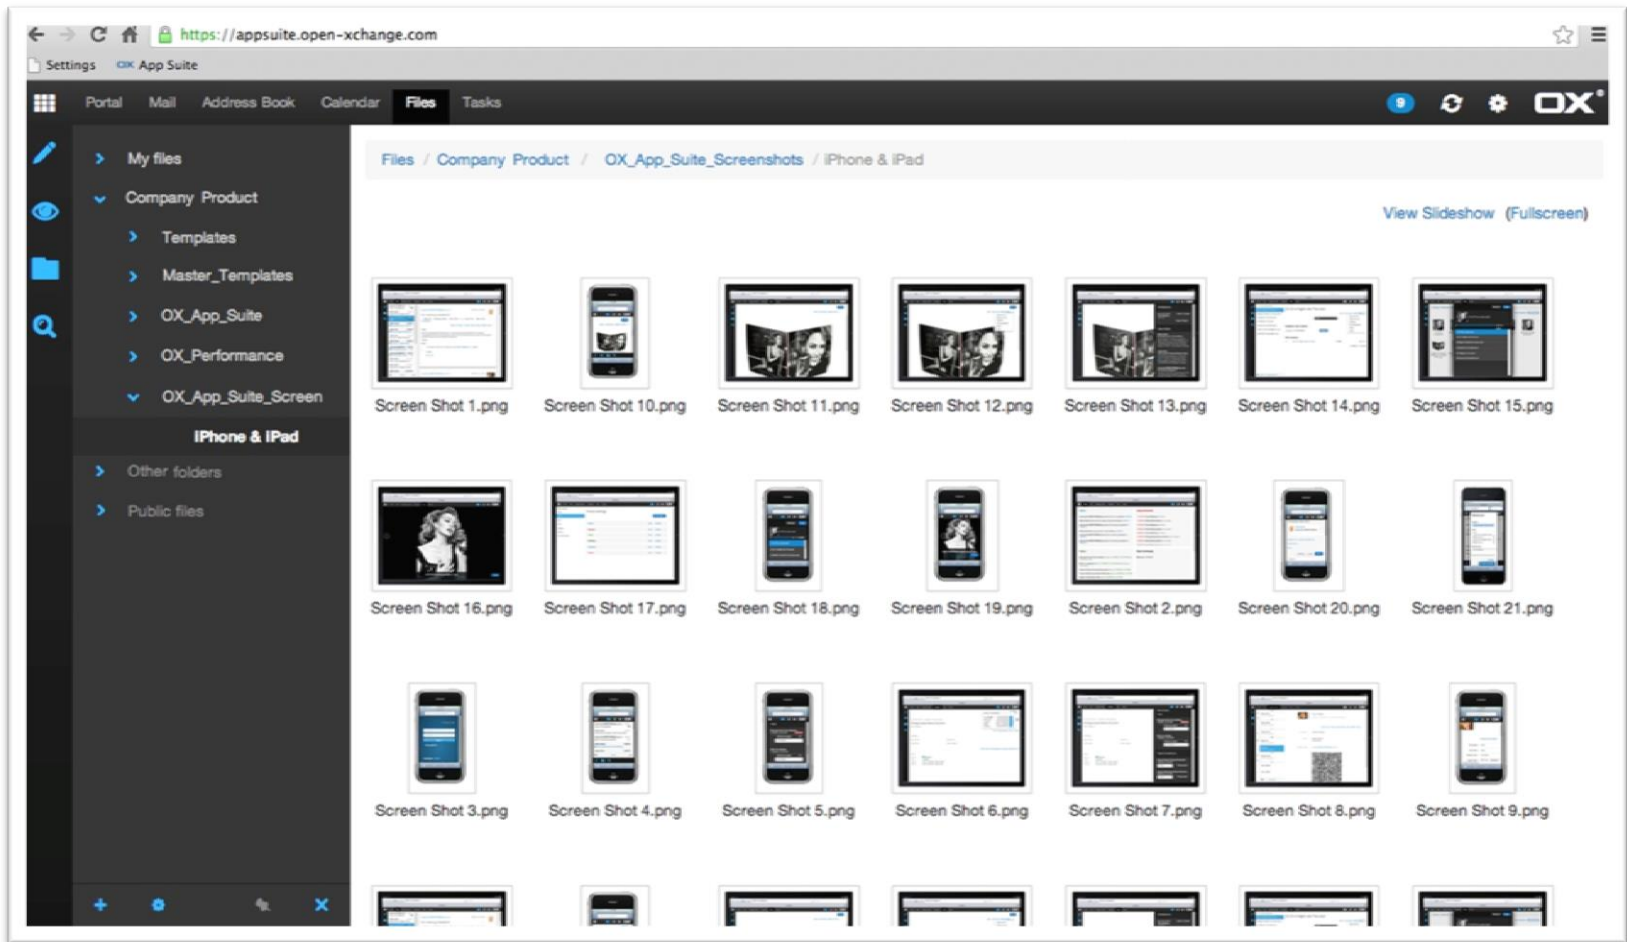 https://appsuite.open-xchange.com
Settings OX App Suite
Portal Mail Address Book Calendar Files Tasks 9 OX
My files
Company Product
Templates
Master_Templates
OX_App_Suite
OX_Performance
OX_App_Suite_Screen
iPhone & iPad
Other folders
Public files
Files / Company Product / OX_App_Suite_Screenshots / iPhone & iPad
View Slideshow (Fullscreen)
Screen Shot 1.png Screen Shot 10.png Screen Shot 11.png Screen Shot 12.png Screen Shot 13.png Screen Shot 14.png Screen Shot 15.png
Screen Shot 16.png Screen Shot 17.png Screen Shot 18.png Screen Shot 19.png Screen Shot 2.png Screen Shot 20.png Screen Shot 21.png
Screen Shot 3.png Screen Shot 4.png Screen Shot 5.png Screen Shot 6.png Screen Shot 7.png Screen Shot 8.png Screen Shot 9.png